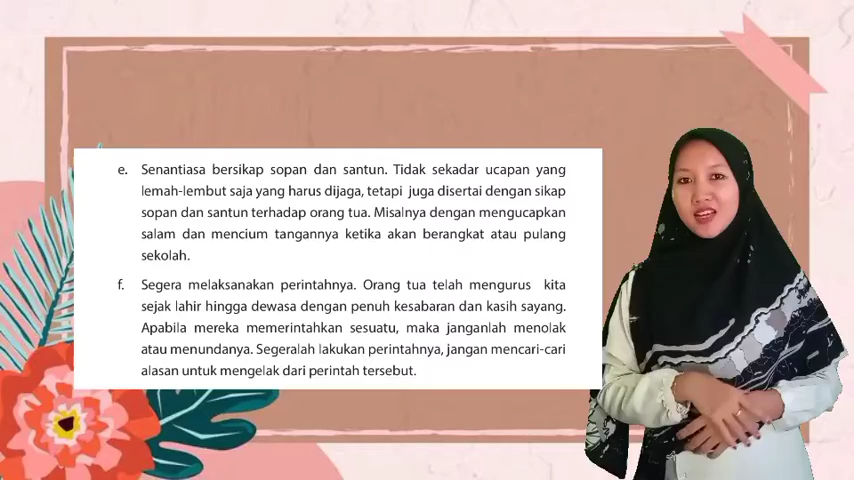 e. Senantiasa bersikap sopan dan santun. Tidak sekadar ucapan yang
lemah-lembut saja yang harus dijaga, tetapi juga disertai dengan sikap
sopan dan santun terhadap orang tua. Misalnya dengan mengucapkan
salam dan mencium tangannya ketika akan berangkat atau pulang
sekolah.
f. Segera melaksanakan perintahnya. Orang tua telah mengurus kita
sejak lahir hingga dewasa dengan penuh kesabaran dan kasih sayang.
Apabila mereka memerintahkan sesuatu, maka janganlah menolak
atau menundanya. Segeralah lakukan perintahnya, jangan mencari-cari
alasan untuk mengelak dari perintah tersebut.